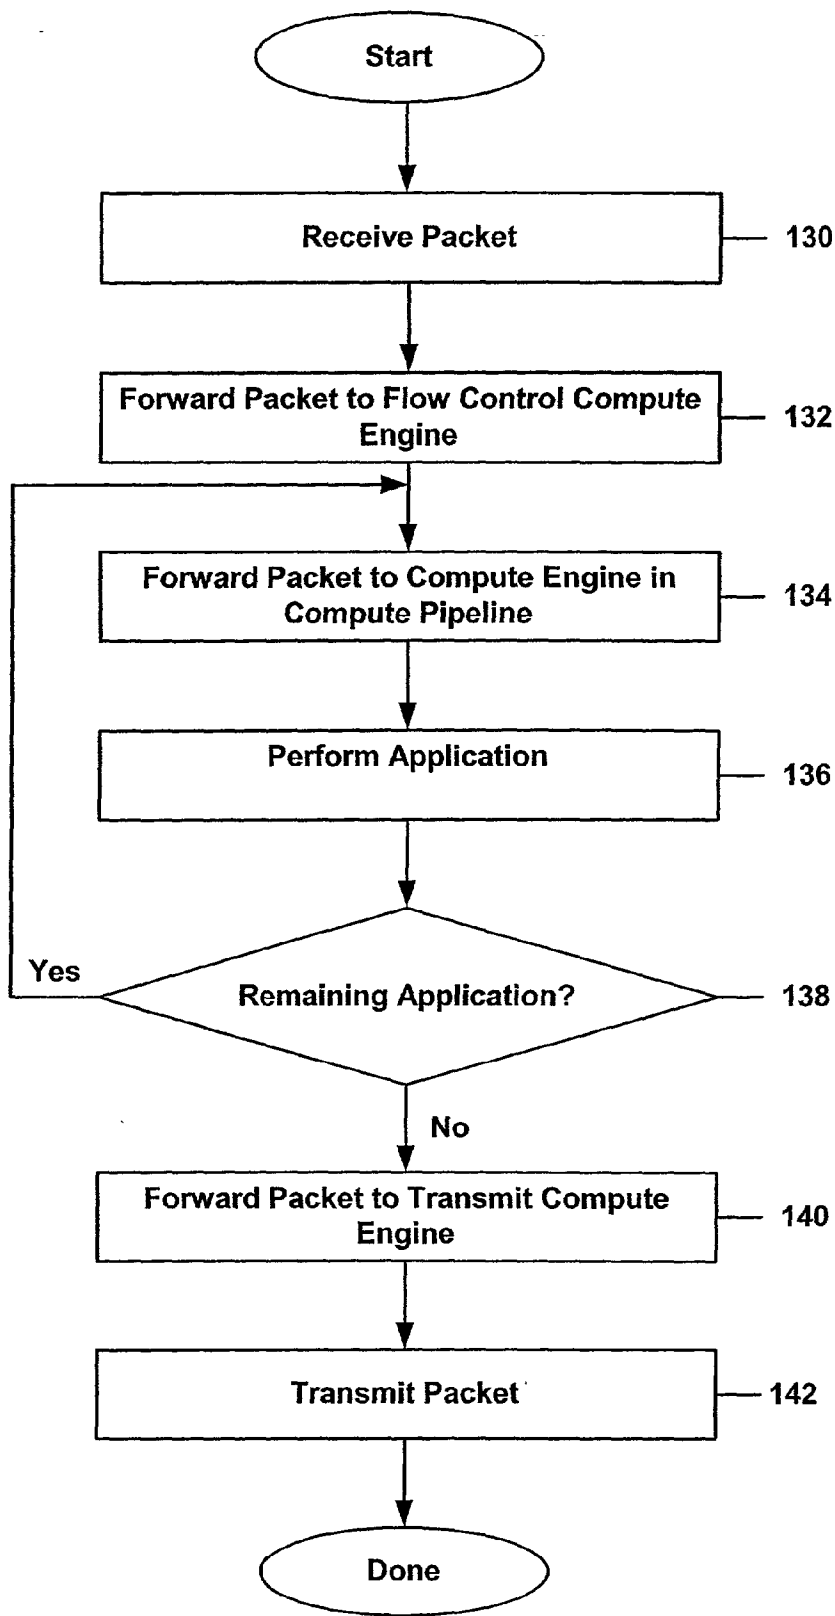 Start
Receive Packet
130
Forward Packet to Flow Control Compute
Engine
132
Forward Packet to Compute Engine in
Compute Pipeline
134
Perform Application
136
Yes
Remaining Application?
138
No
Forward Packet to Transmit Compute
Engine
140
Transmit Packet
142
Done